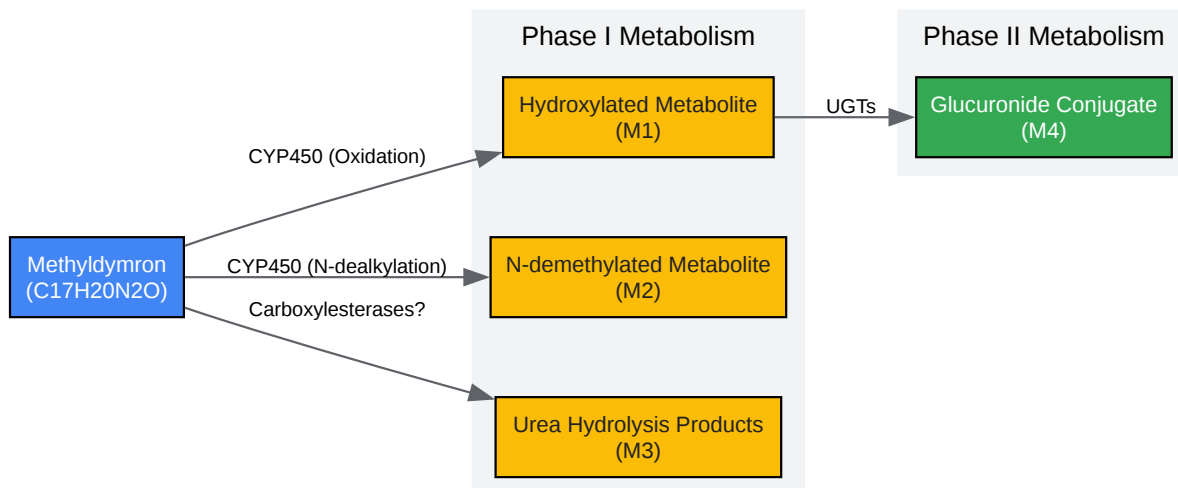 Phase I Metabolism
Phase II Metabolism
Hydroxylated Metabolite
(M1)
UGTs
Glucuronide Conjugate
(M4)
CYP450 (Oxidation)
Methyldymron
(C17H20N2O)
CYP450 (N-dealkylation)
N-demethylated Metabolite
(M2)
Carboxylesterases?
Urea Hydrolysis Products
(M3)